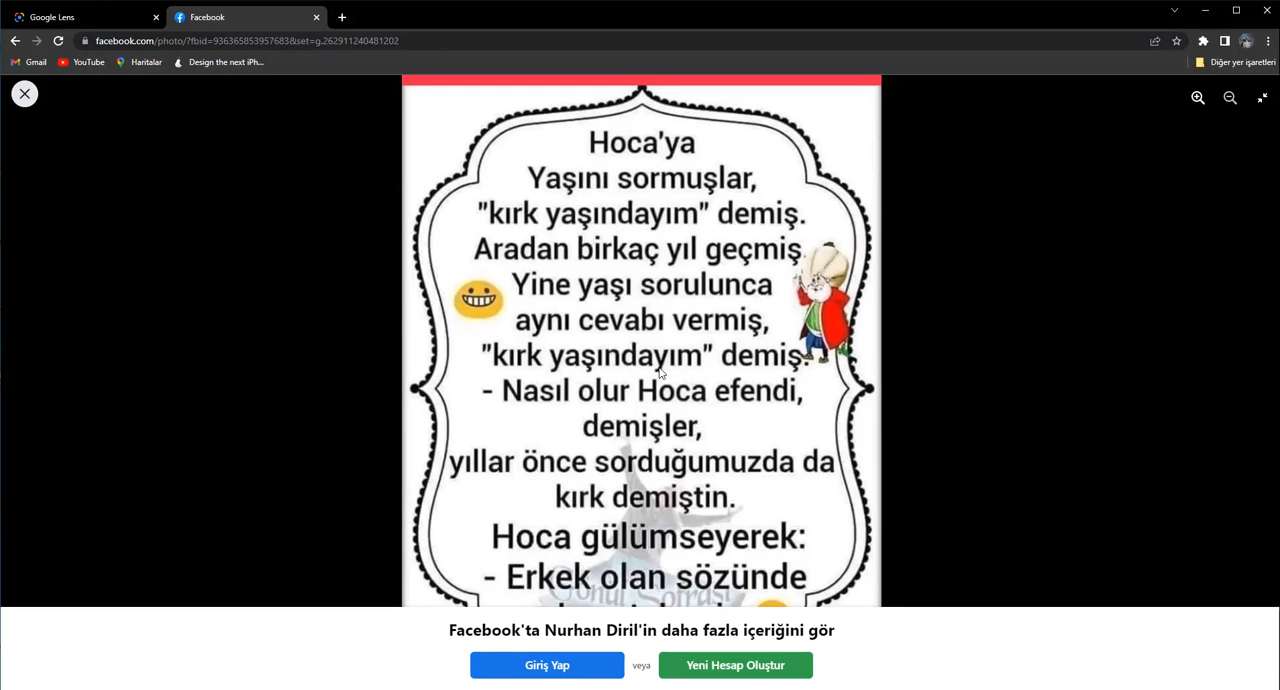 Google Lens
Facebook
facebook.com/photo/?fbid=936365853957683&set=g.262911240481202
Gmail
YouTube
Haritalar
Design the next iPh...
Diğer yer işaretleri
Hoca'ya
Yaşını sormuşlar,
"kırk yaşındayım" demiş.
Aradan birkaç yıl geçmiş.
Yine yaşı sorulunca
aynı cevabı vermiş,
"kırk yaşındayım" demiş.
- Nasıl olur Hoca efendi,
demişler,
yıllar önce sorduğumuzda da
kırk demiştin.
Hoca gülümseyerek:
- Erkek olan sözünde
Gönül Sofrası
Facebook'ta Nurhan Diril'in daha fazla içeriğini gör
Giriş Yap
veya
Yeni Hesap Oluştur